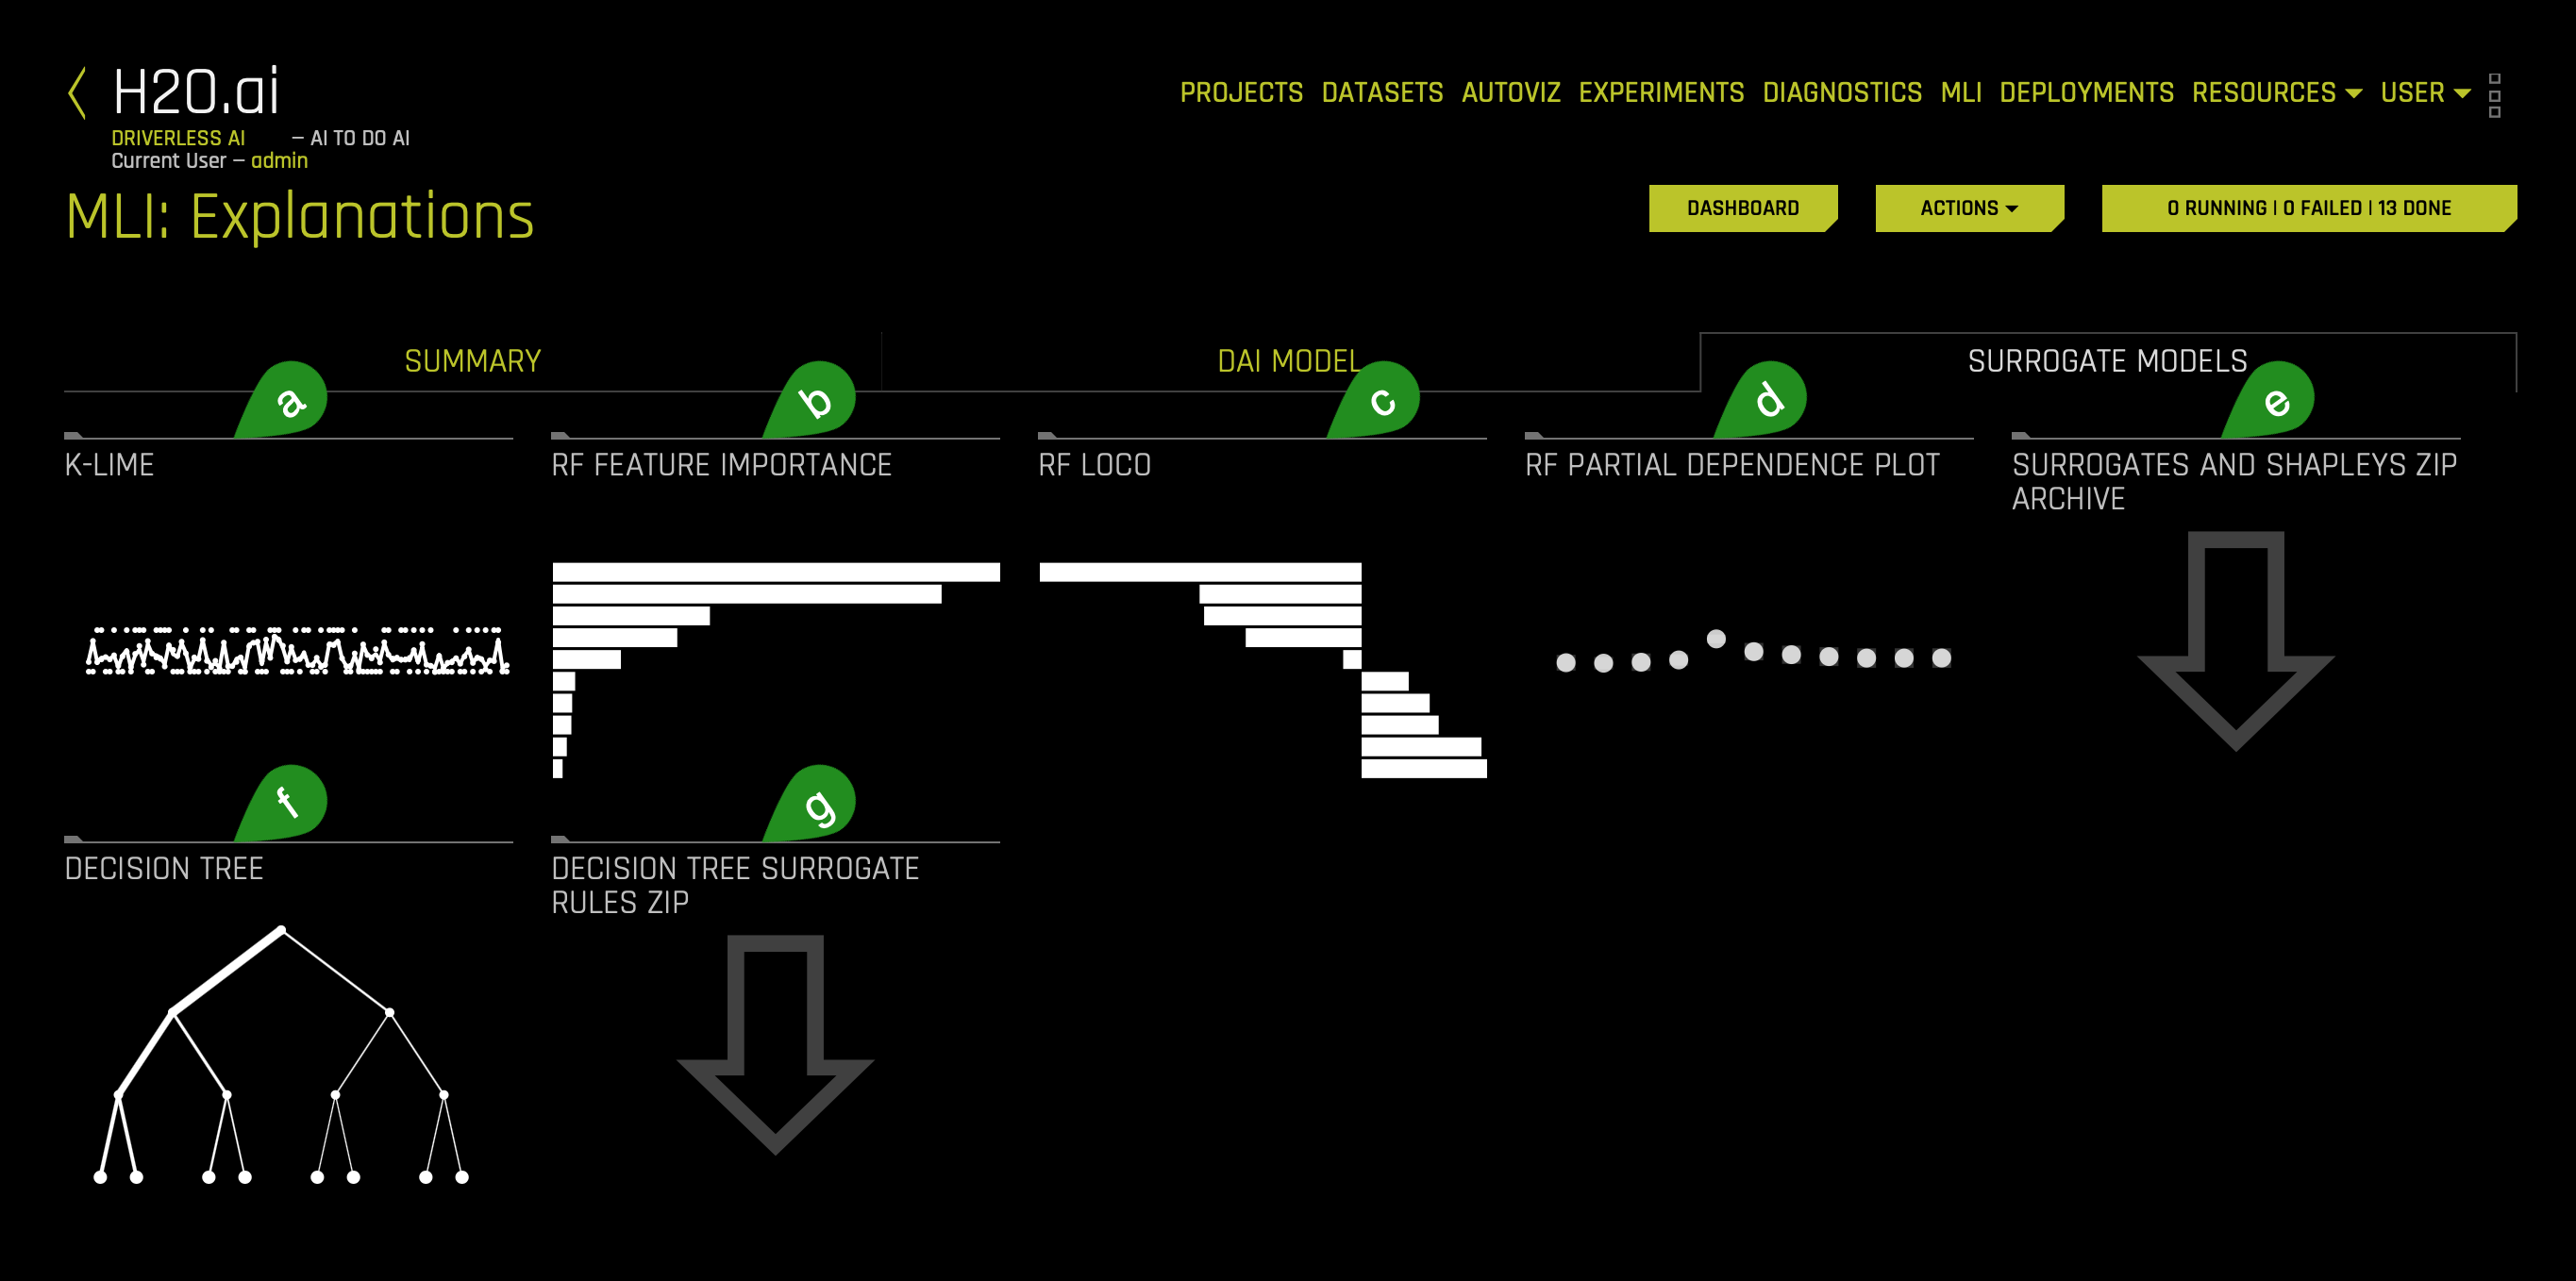 H2O.ai
DRIVERLESS AI — AI TO DO AI
Current User — admin
PROJECTS DATASETS AUTOVIZ EXPERIMENTS DIAGNOSTICS MLI DEPLOYMENTS RESOURCES USER
MLI: Explanations
DASHBOARD
ACTIONS
0 RUNNING | 0 FAILED | 13 DONE
SUMMARY
DAI MODEL
SURROGATE MODELS
a
b
c
d
e
K-LIME
RF FEATURE IMPORTANCE
RF LOCO
RF PARTIAL DEPENDENCE PLOT
SURROGATES AND SHAPLEYS ZIP
ARCHIVE
f
g
DECISION TREE
DECISION TREE SURROGATE
RULES ZIP